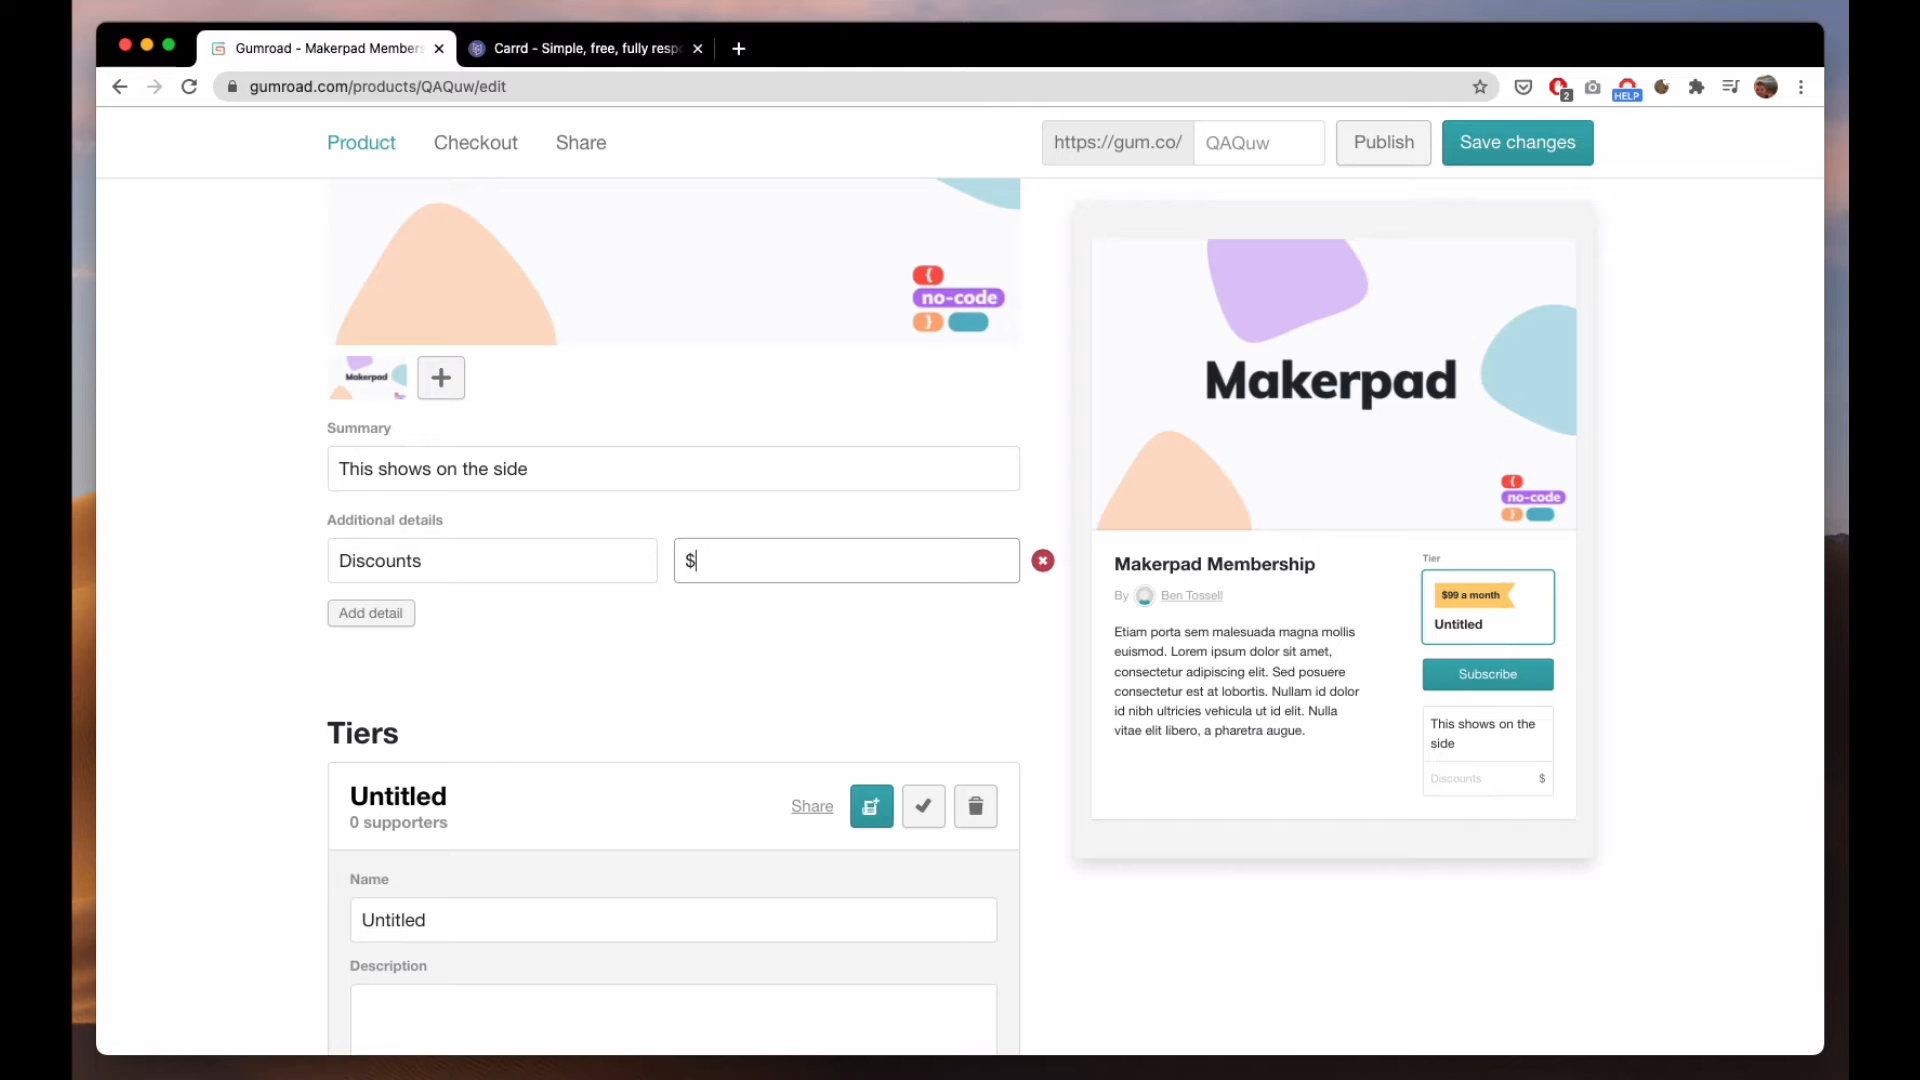 Gumroad - Makerpad Members
Carrd - Simple, free, fully respo
gumroad.com/products/QAQuw/edit
2
HELP
Product
Checkout
Share
https://gum.co/
QAQuw
Publish
Save changes
{
no-code
}
Makerpad
Summary
This shows on the side
Additional details
Discounts
$
Add detail
Tiers
Untitled
0 supporters
Share
Name
Untitled
Description
Makerpad
{
no-code
}
Makerpad Membership
By Ben Tossell
Etiam porta sem malesuada magna mollis
euismod. Lorem ipsum dolor sit amet,
consectetur adipiscing elit. Sed posuere
consectetur est at lobortis. Nullam id dolor
id nibh ultricies vehicula ut id elit. Nulla
vitae elit libero, a pharetra augue.
Tier
$99 a month
Untitled
Subscribe
This shows on the
side
Discounts
$